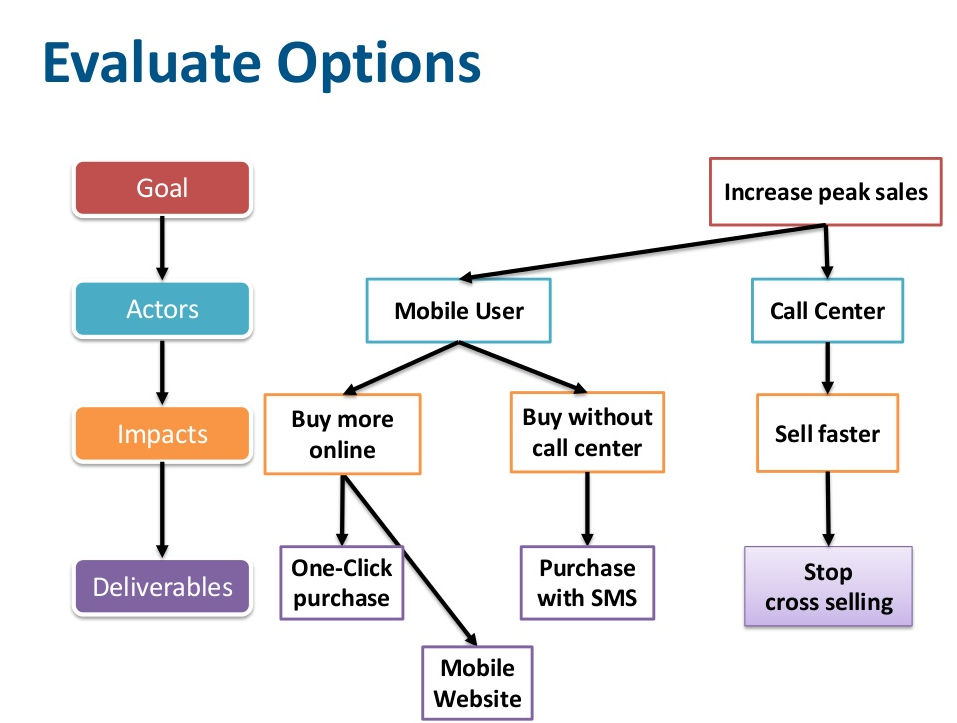 Evaluate Options
Goal
Increase peak sales
Actors
Mobile User
Call Center
Impacts
Buy more
online
Buy without
call center
Sell faster
Deliverables
One-Click
purchase
Purchase
with SMS
Stop
cross selling
Mobile
Website